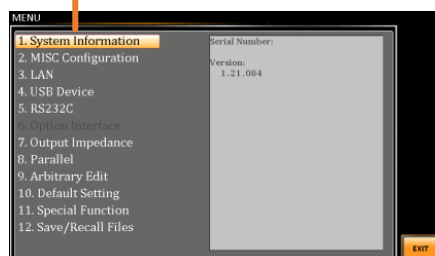 MENU
1. System Information
2. MISC Configuration
3. LAN
4. USB Device
5. RS232C
6. Option Interface
7. Output Impedance
8. Parallel
9. Arbitrary Edit
10. Default Setting
11. Special Function
12. Save/Recall Files
Serial Number:
Version:
1.21.084
EXIT